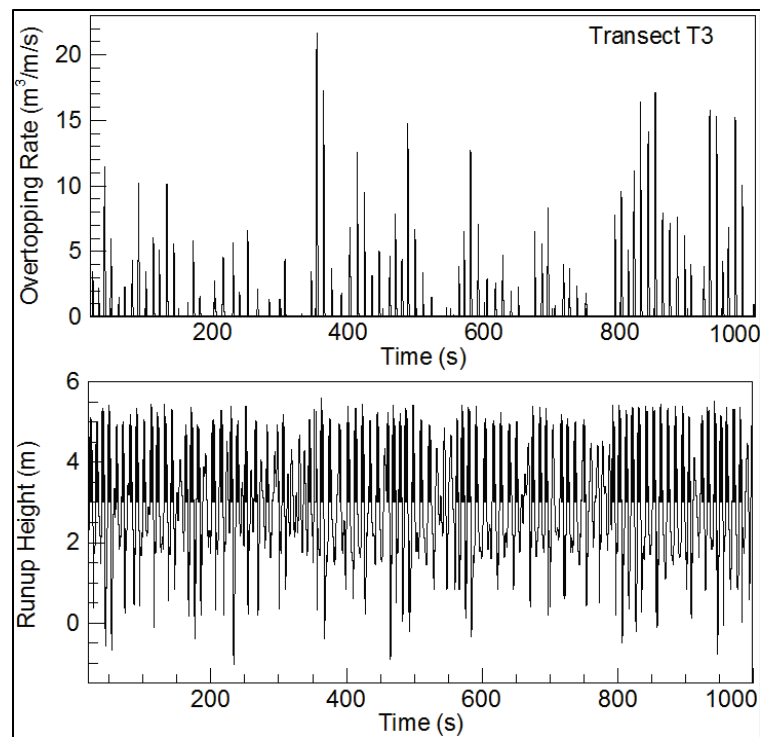 Transect T3
Overtopping Rate (m³/m/s)
20
15
10
5
0
200 400 600 800 1000
Time (s)
Runup Height (m)
6
4
2
0
200 400 600 800 1000
Time (s)